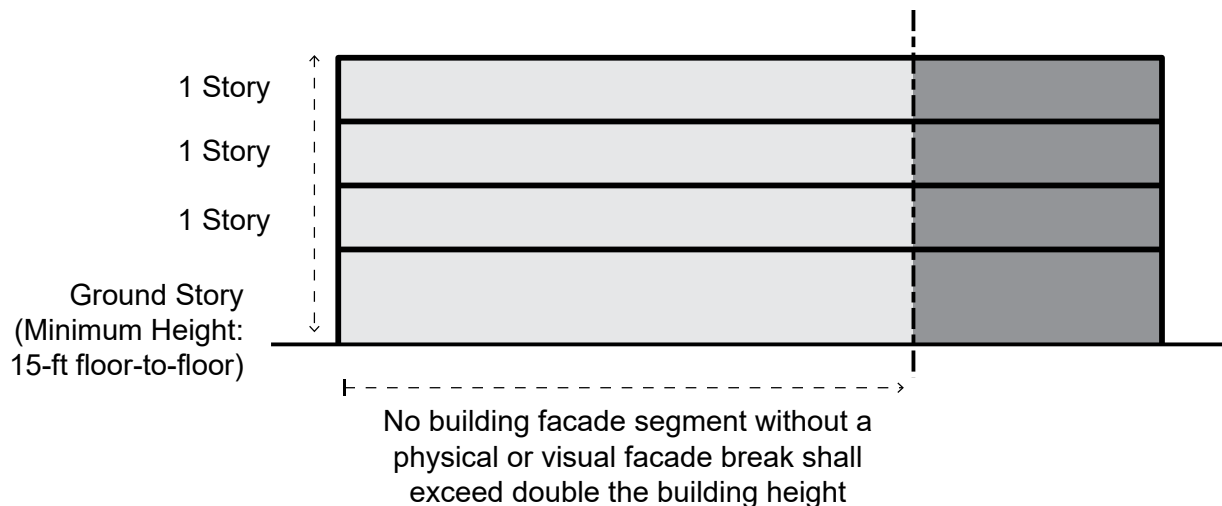 1 Story
1 Story
1 Story
Ground Story
(Minimum Height:
15-ft floor-to-floor)
No building facade segment without a
physical or visual facade break shall
exceed double the building height